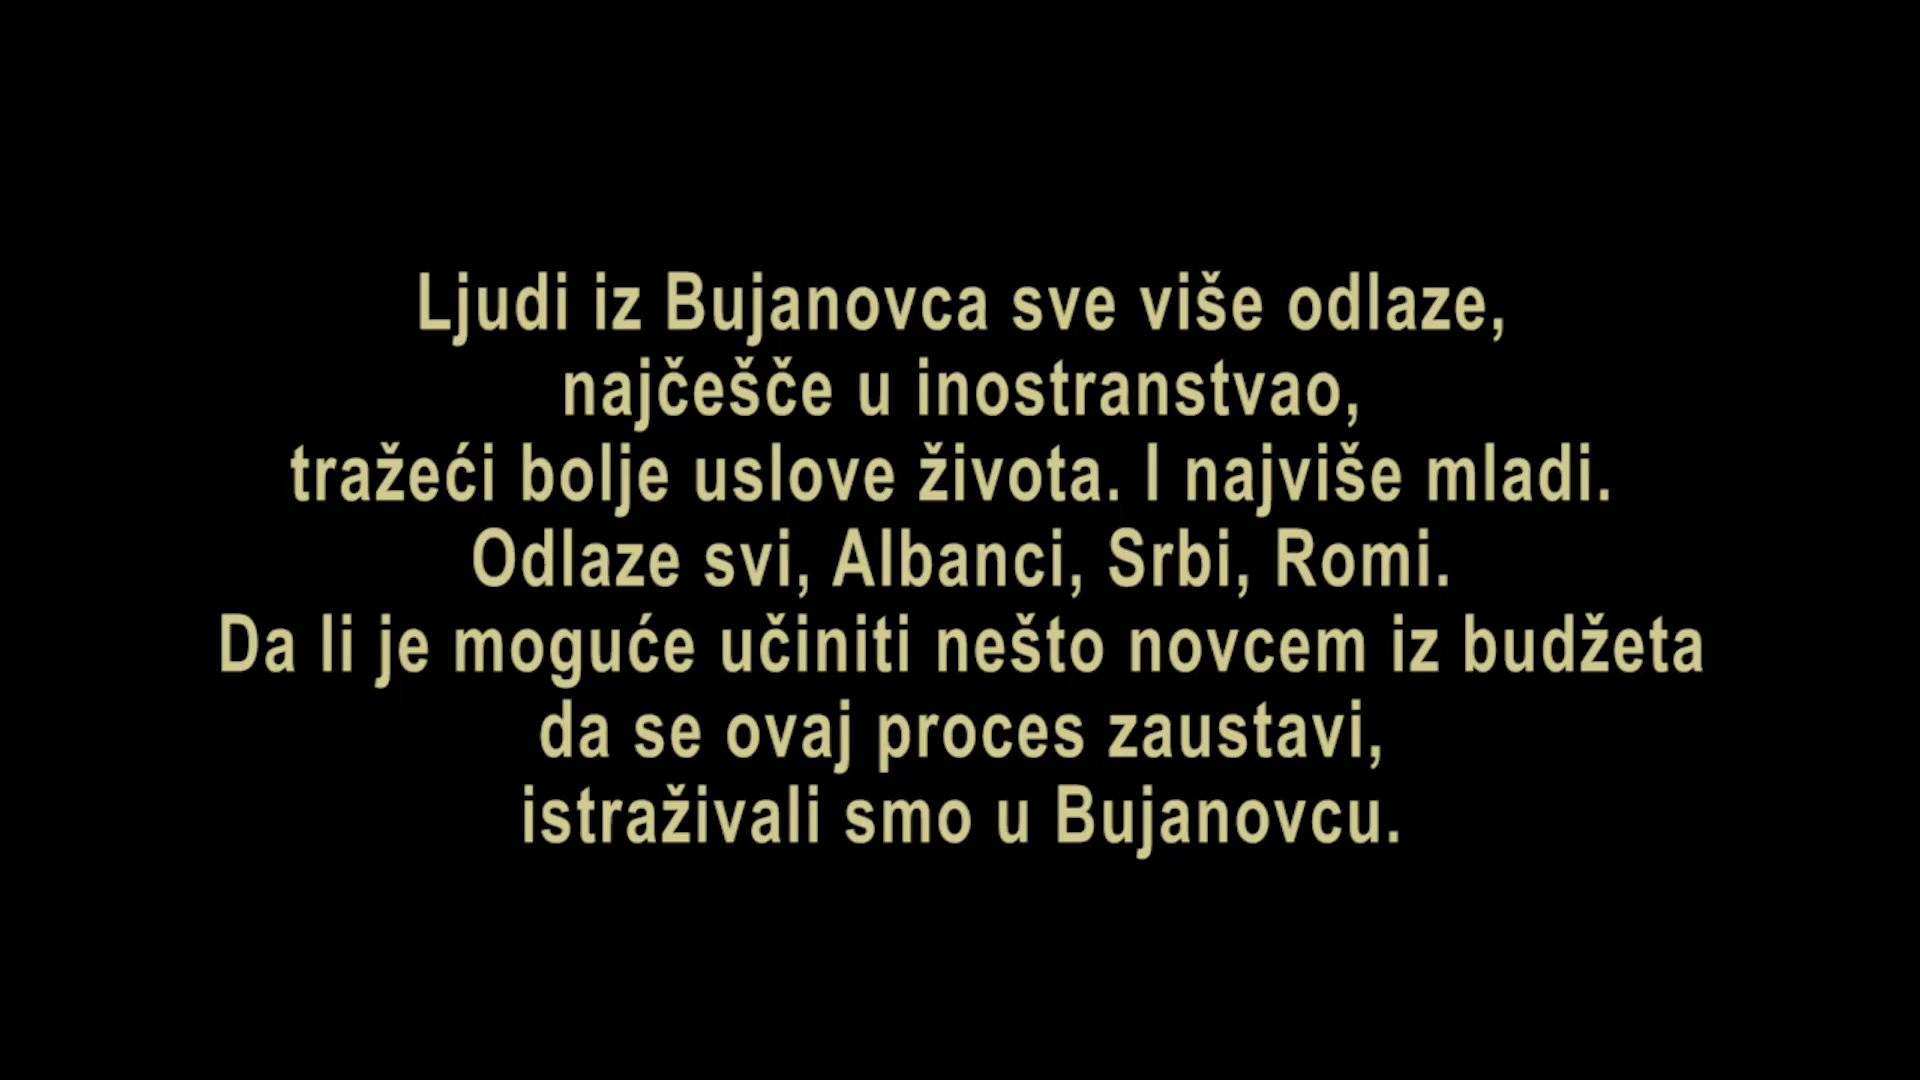 Ljudi iz Bujanovca sve više odlaze,
najčešče u inostranstvao,
tražeći bolje uslove života. I najviše mladi.
Odlaze svi, Albanci, Srbi, Romi.
Da li je moguće učiniti nešto novcem iz budžeta
da se ovaj proces zaustavi,
istraživali smo u Bujanovcu.